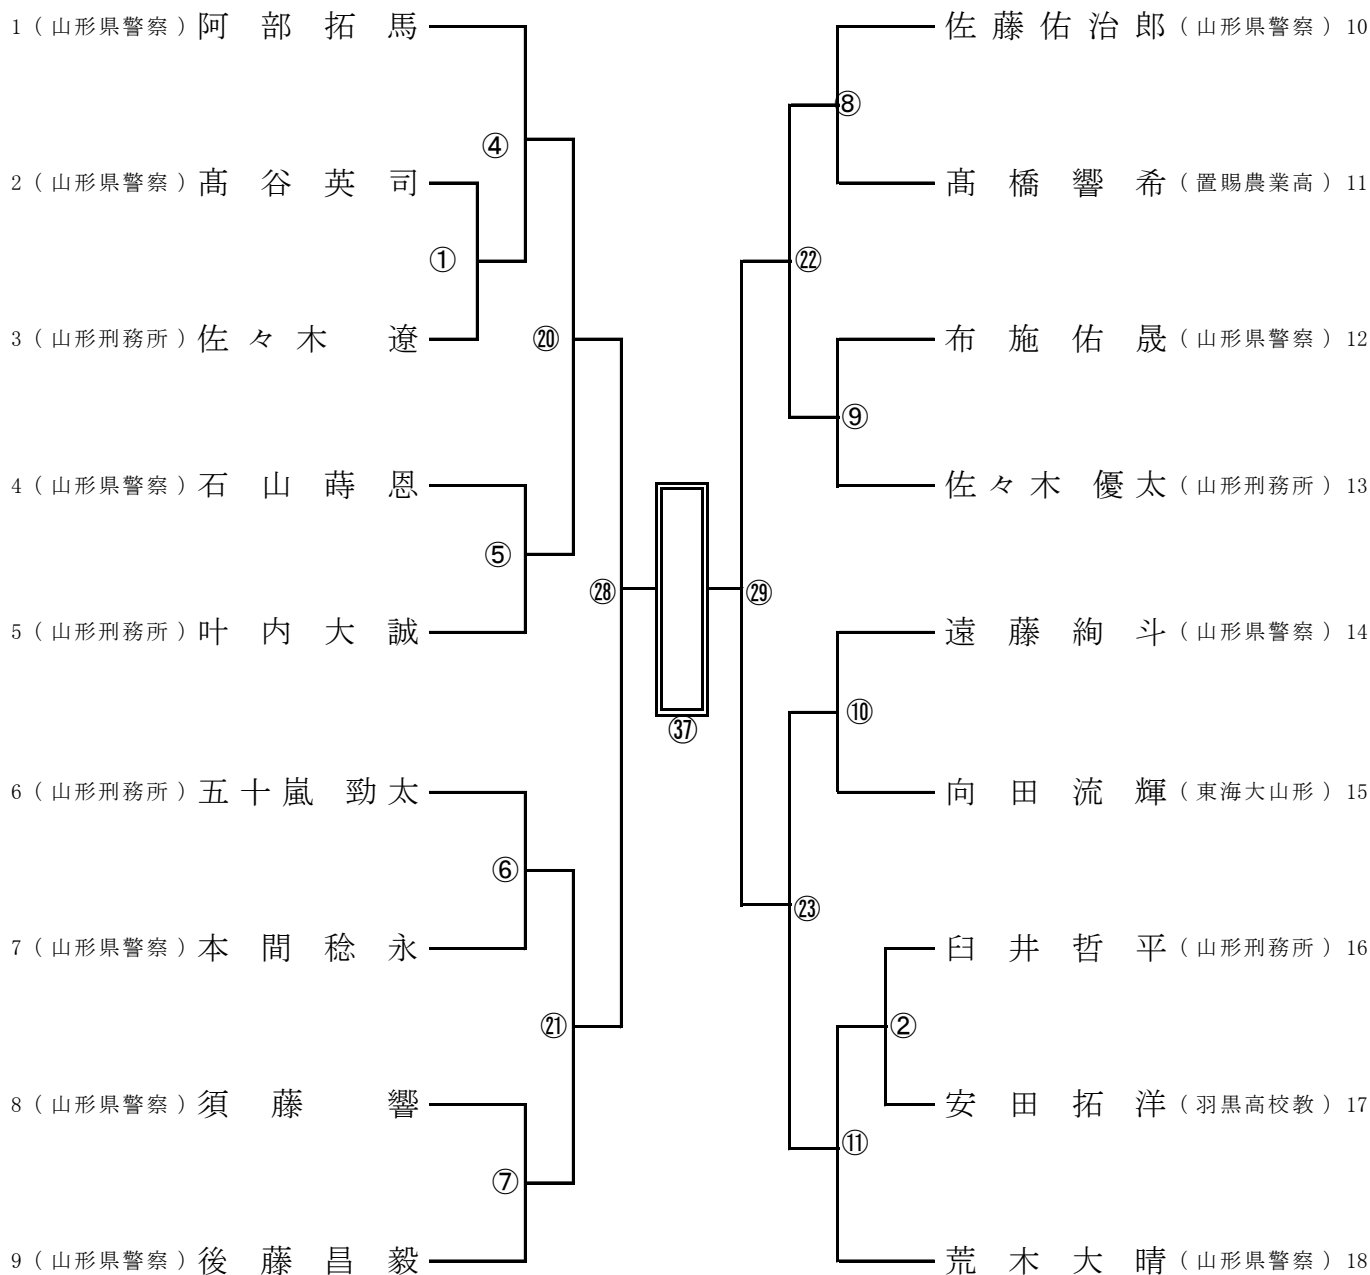 1 (山形県警察) 阿部拓馬
④
2 (山形県警察) 髙谷英司
①
3 (山形刑務所) 佐々木 遼
⑳
4 (山形県警察) 石山蒔恩
⑤
5 (山形刑務所) 叶内大誠
㉘
6 (山形刑務所) 五十嵐 勁太
⑥
7 (山形県警察) 本間稔永
㉑
8 (山形県警察) 須藤 響
⑦
9 (山形県警察) 後藤昌毅
㊲
佐藤佑治郎 (山形県警察) 10
⑧
髙橋響希 (置賜農業高) 11
㉒
布施佑晟 (山形県警察) 12
⑨
佐々木 優太 (山形刑務所) 13
㉙
遠藤絢斗 (山形県警察) 14
⑩
向田流輝 (東海大山形) 15
㉓
臼井哲平 (山形刑務所) 16
②
安田拓洋 (羽黒高校教) 17
⑪
荒木大晴 (山形県警察) 18